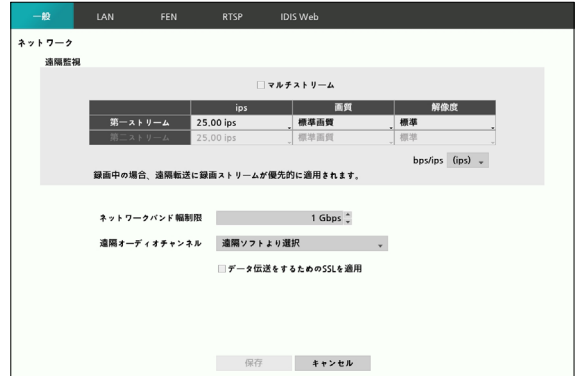 一般 LAN FEN RTSP IDIS Web
ネットワーク
遠隔監視
マルチストリーム
ips 画質 解像度
第一ストリーム 25.00 ips 標準画質 標準
第二ストリーム 25.00 ips 標準画質 標準
bps/ips (ips)
録画中の場合、遠隔転送に録画ストリームが優先的に適用されます。
ネットワークバンド幅制限 1 Gbps
遠隔オーディオチャンネル 遠隔ソフトより選択
データ伝送をするためのSSLを適用
保存 キャンセル